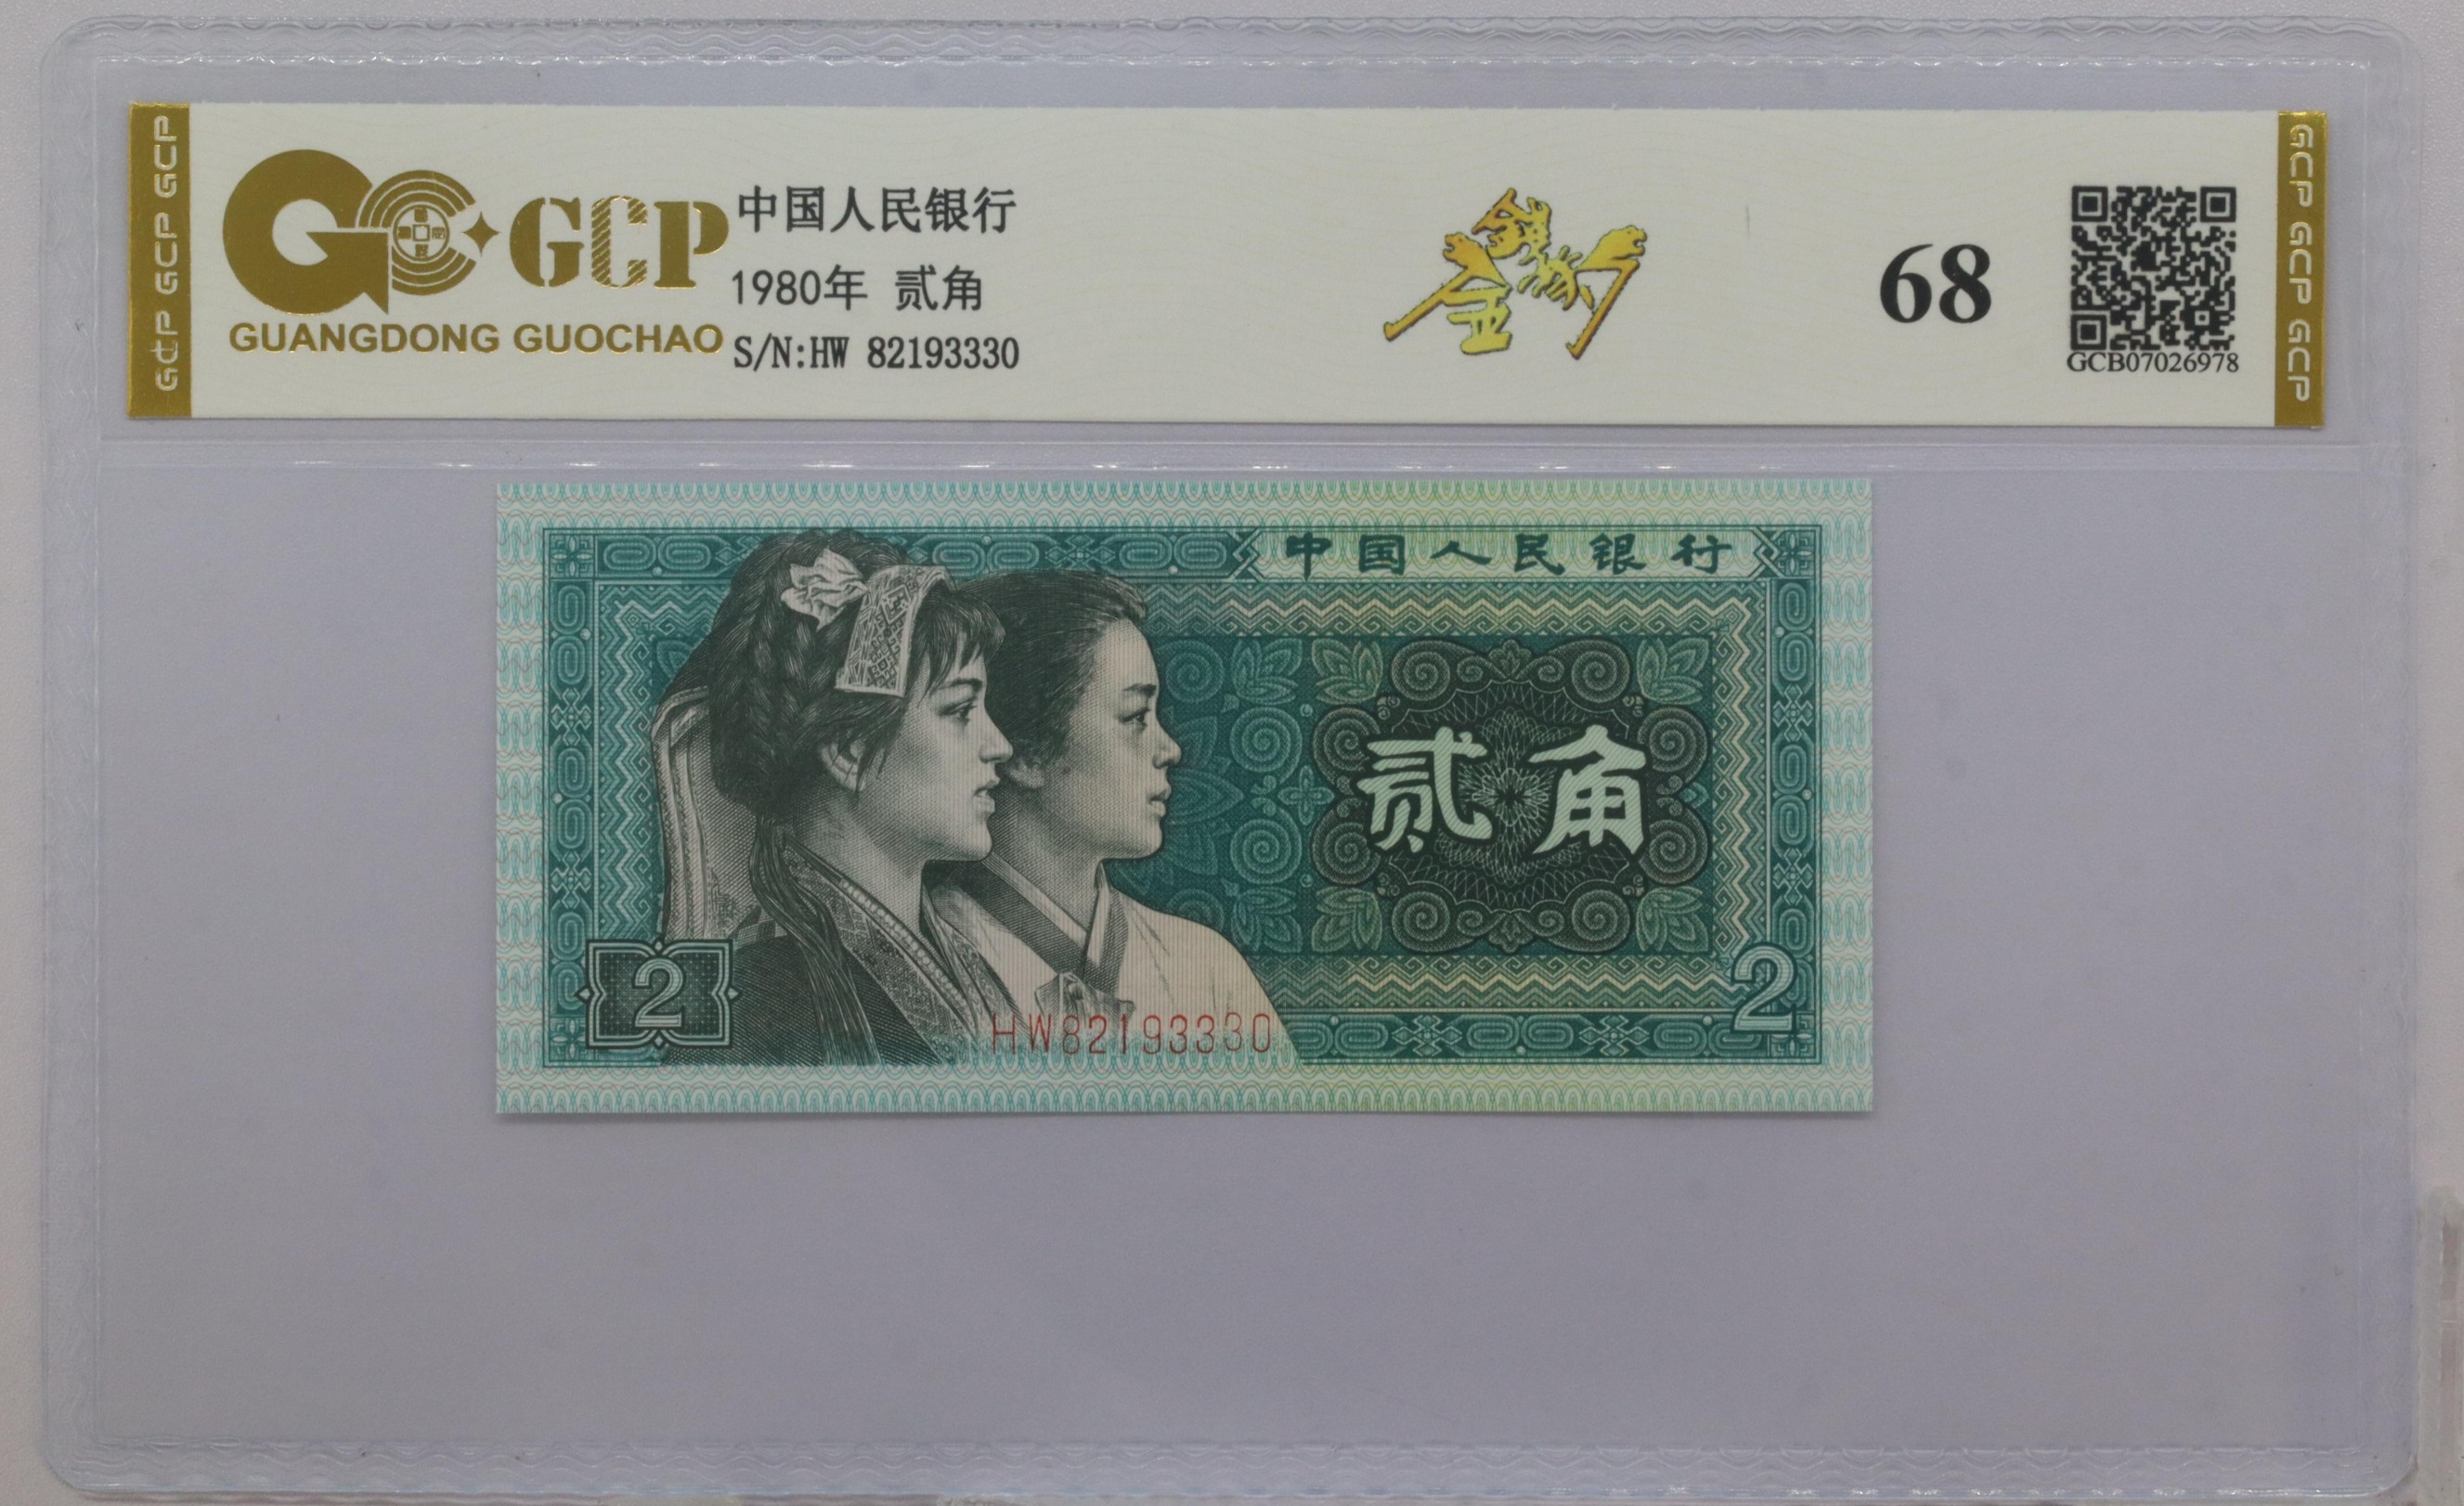 GCP GCP GCP
GCP
GUANGDONG GUOCHAO
中国人民银行
1980年 贰角
S/N:HW 82193330
68
GCB07026978
GCP GCP GCP
中国人民银行
贰角
2
2
HW82193330